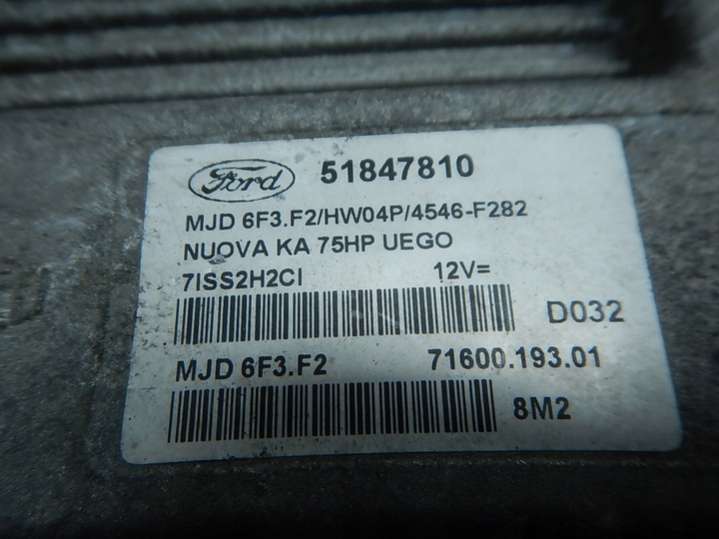 Ford 51847810
MJD 6F3.F2/HW04P/4546-F282
NUOVA KA 75HP UEGO
7ISS2H2CI 12V=
D032
MJD 6F3.F2 71600.193.01
8M2